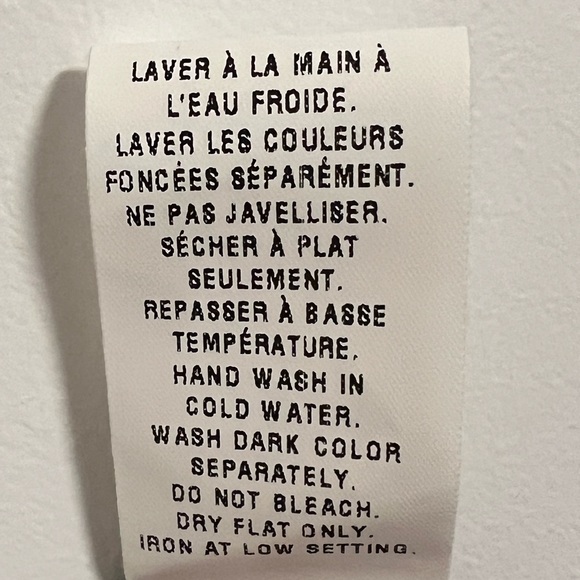 LAVER À LA MAIN À
L'EAU FROIDE.
LAVER LES COULEURS
FONCÉES SÉPARÉMENT.
NE PAS JAVELLISER.
SÉCHER À PLAT
SEULEMENT.
REPASSER À BASSE
TEMPÉRATURE.
HAND WASH IN
COLD WATER.
WASH DARK COLOR
SEPARATELY.
DO NOT BLEACH.
DRY FLAT ONLY.
IRON AT LOW SETTING.